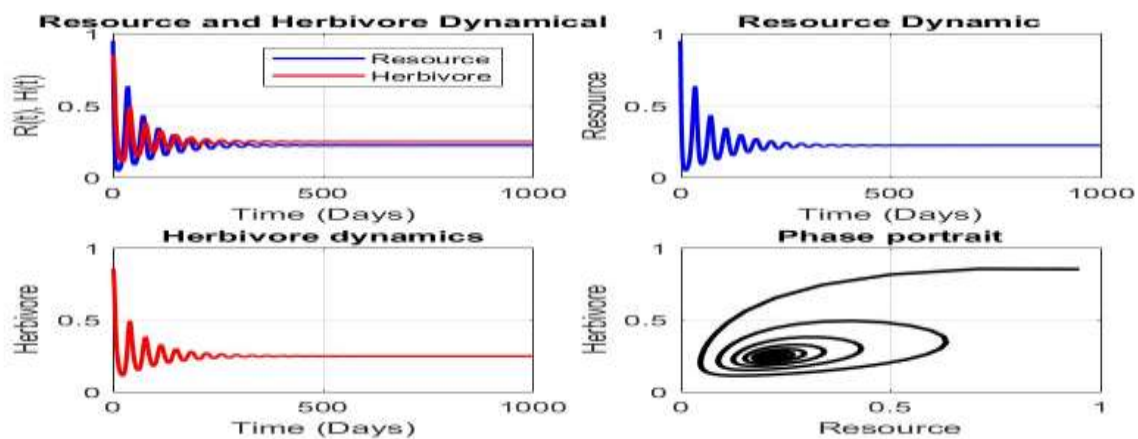 Resource and Herbivore Dynamical
1
0.5
0
R(t), H(t)
Resource
Herbivore
0 500 1000
Time (Days)
Resource Dynamic
1
0.5
0
Resource
0 500 1000
Time (Days)
Herbivore dynamics
1
0.5
0
Herbivore
0 500 1000
Time (Days)
Phase portrait
1
0.5
0
Herbivore
0 0.5 1
Resource